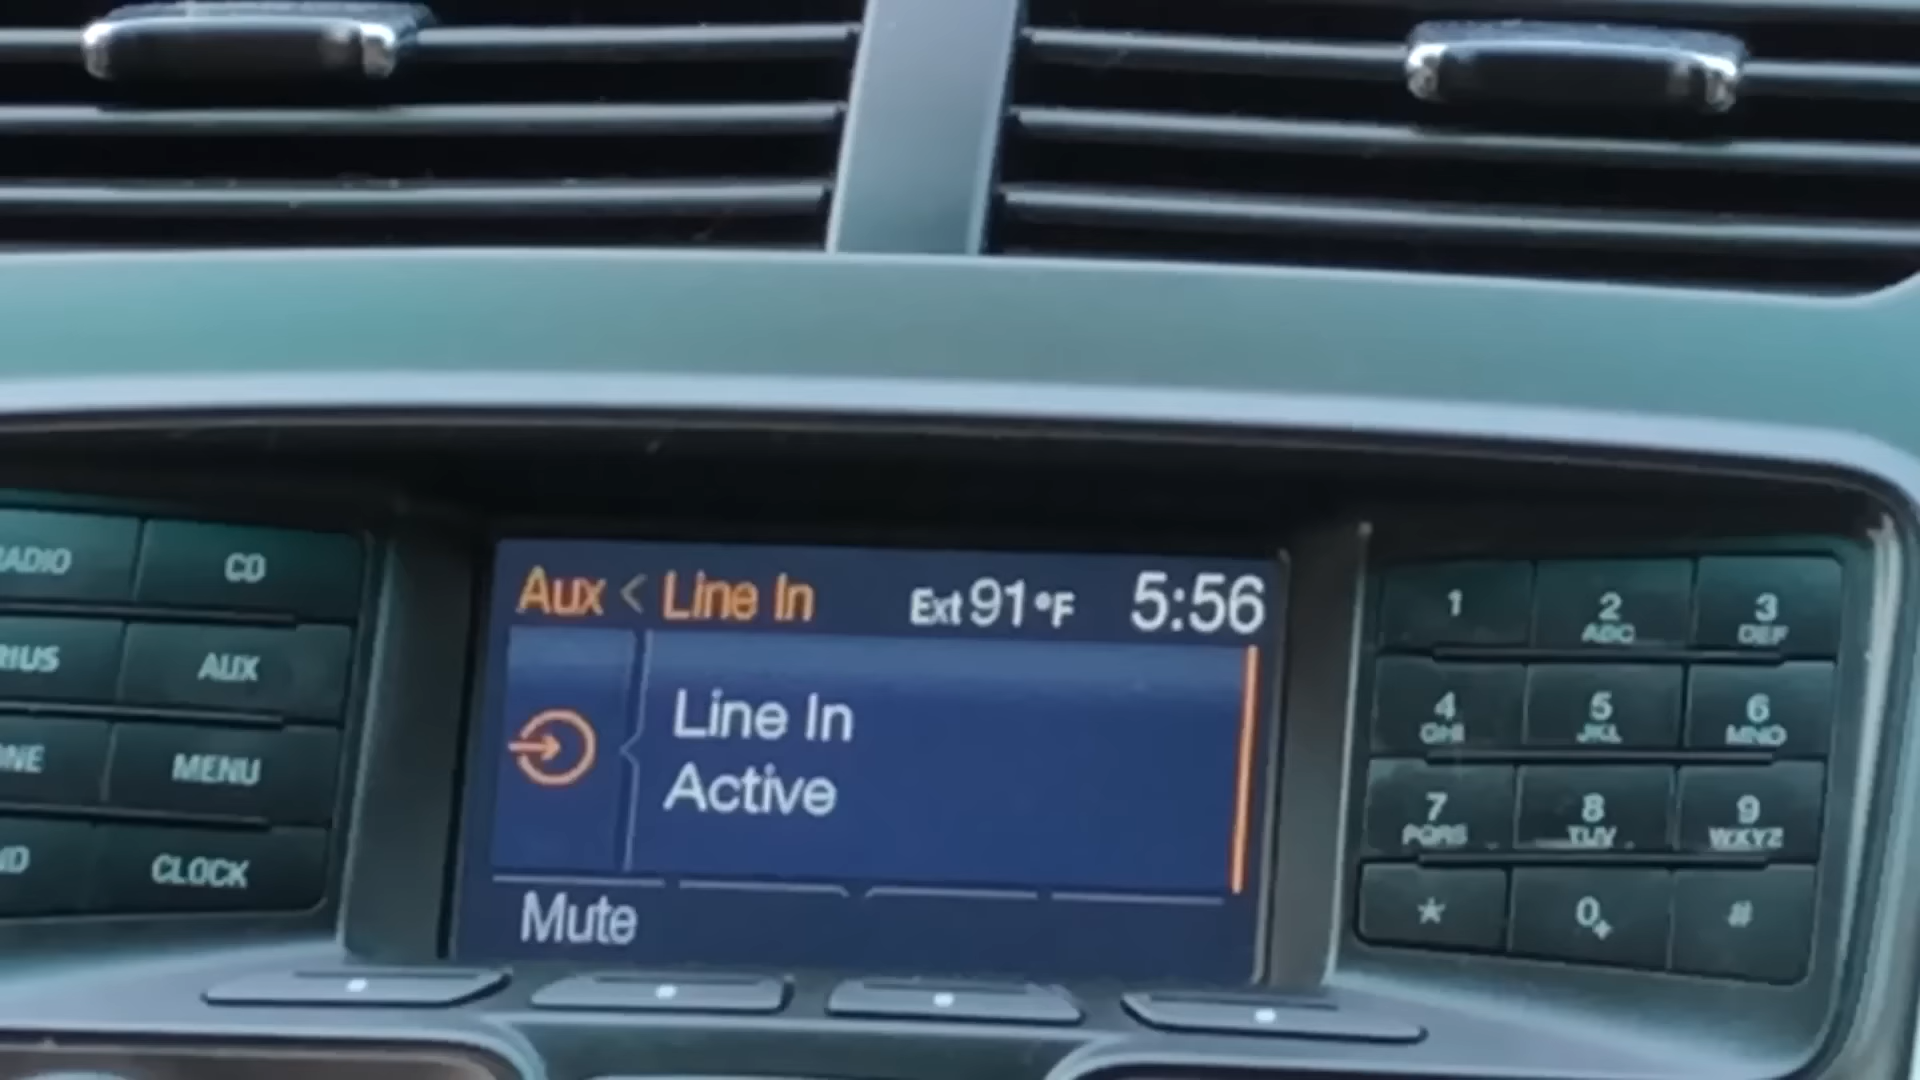 Aux < Line In Ext 91°F 5:56
Line In
Active
Mute
RADIO CD
RIUS AUX
NE MENU
ND CLOCK
1 2 ABC 3 DEF
4 GHI 5 JKL 6 MNO
7 PQRS 8 TUV 9 WXYZ
* 0+ #